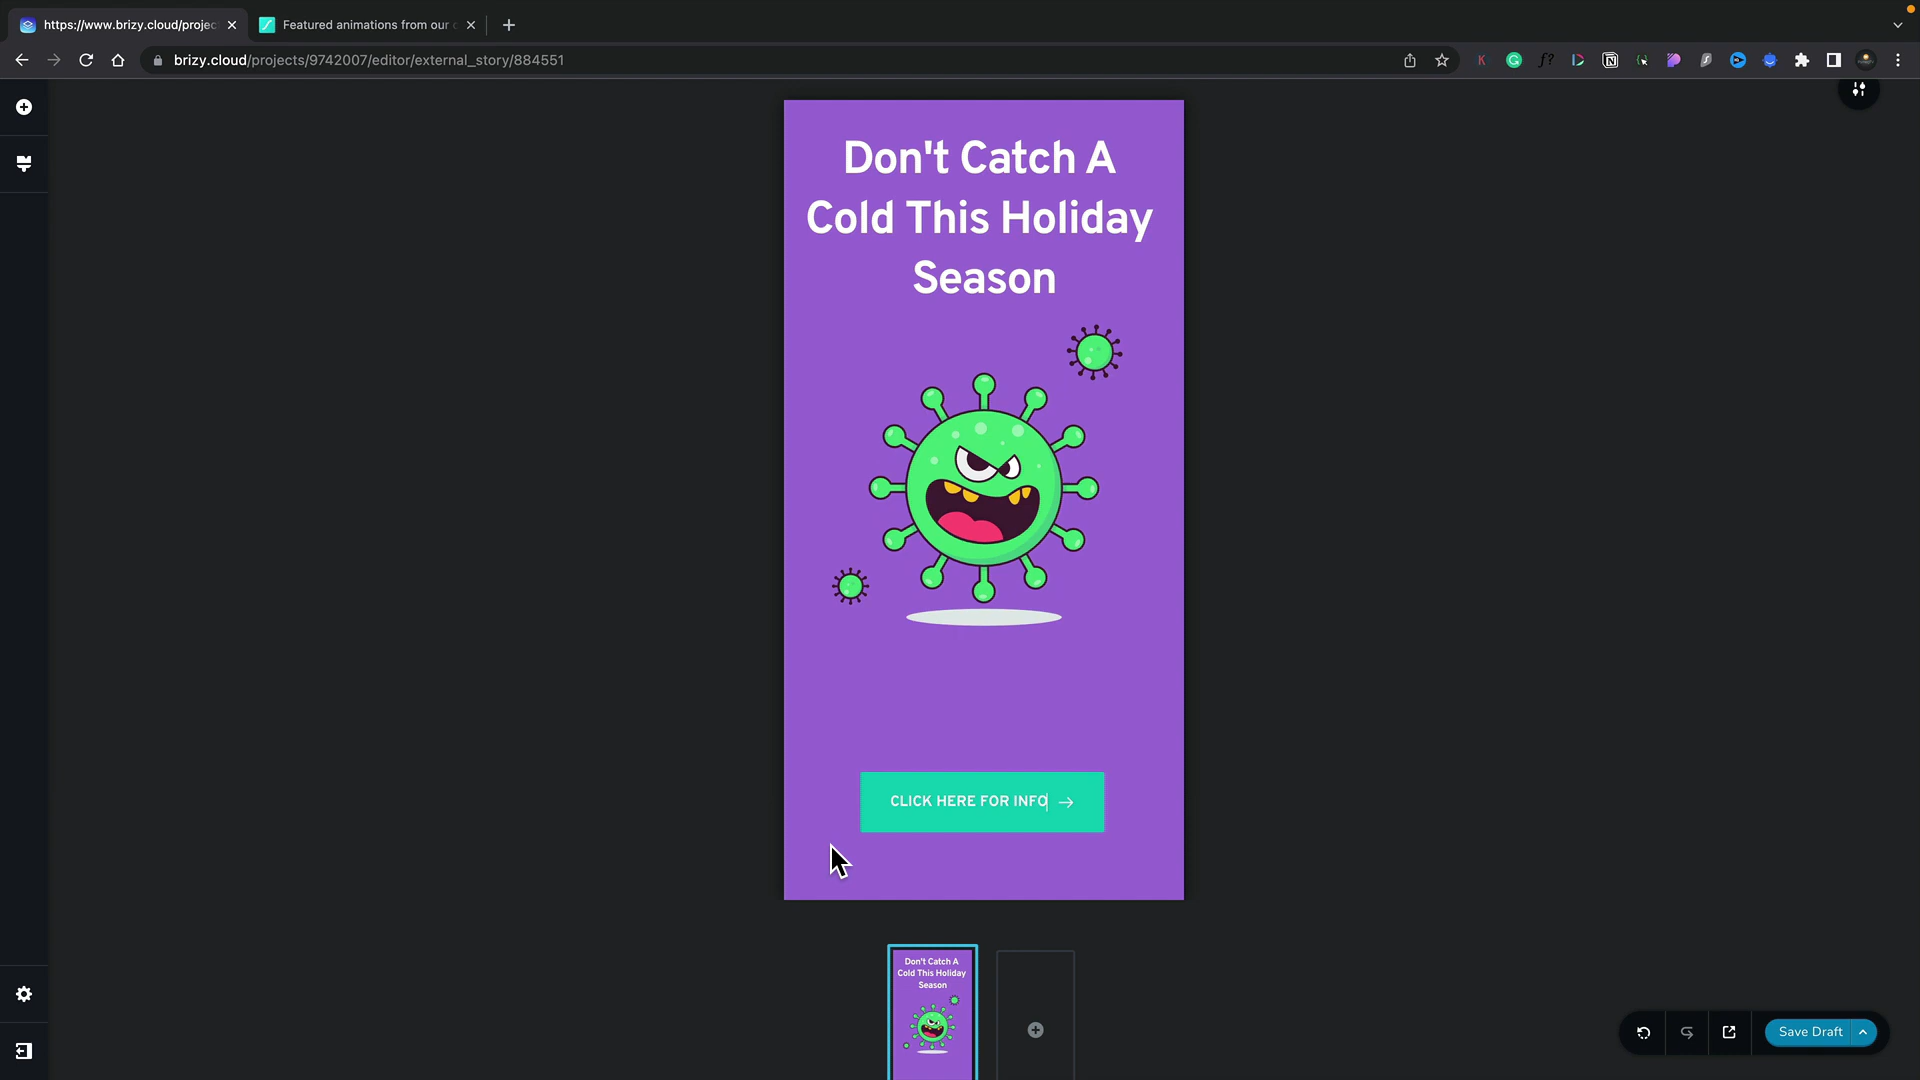 https://www.brizy.cloud/projec
Featured animations from our c
brizy.cloud/projects/9742007/editor/external_story/884551
Don't Catch A
Cold This Holiday
Season
CLICK HERE FOR INFO
Don't Catch A
Cold This Holiday
Season
Save Draft